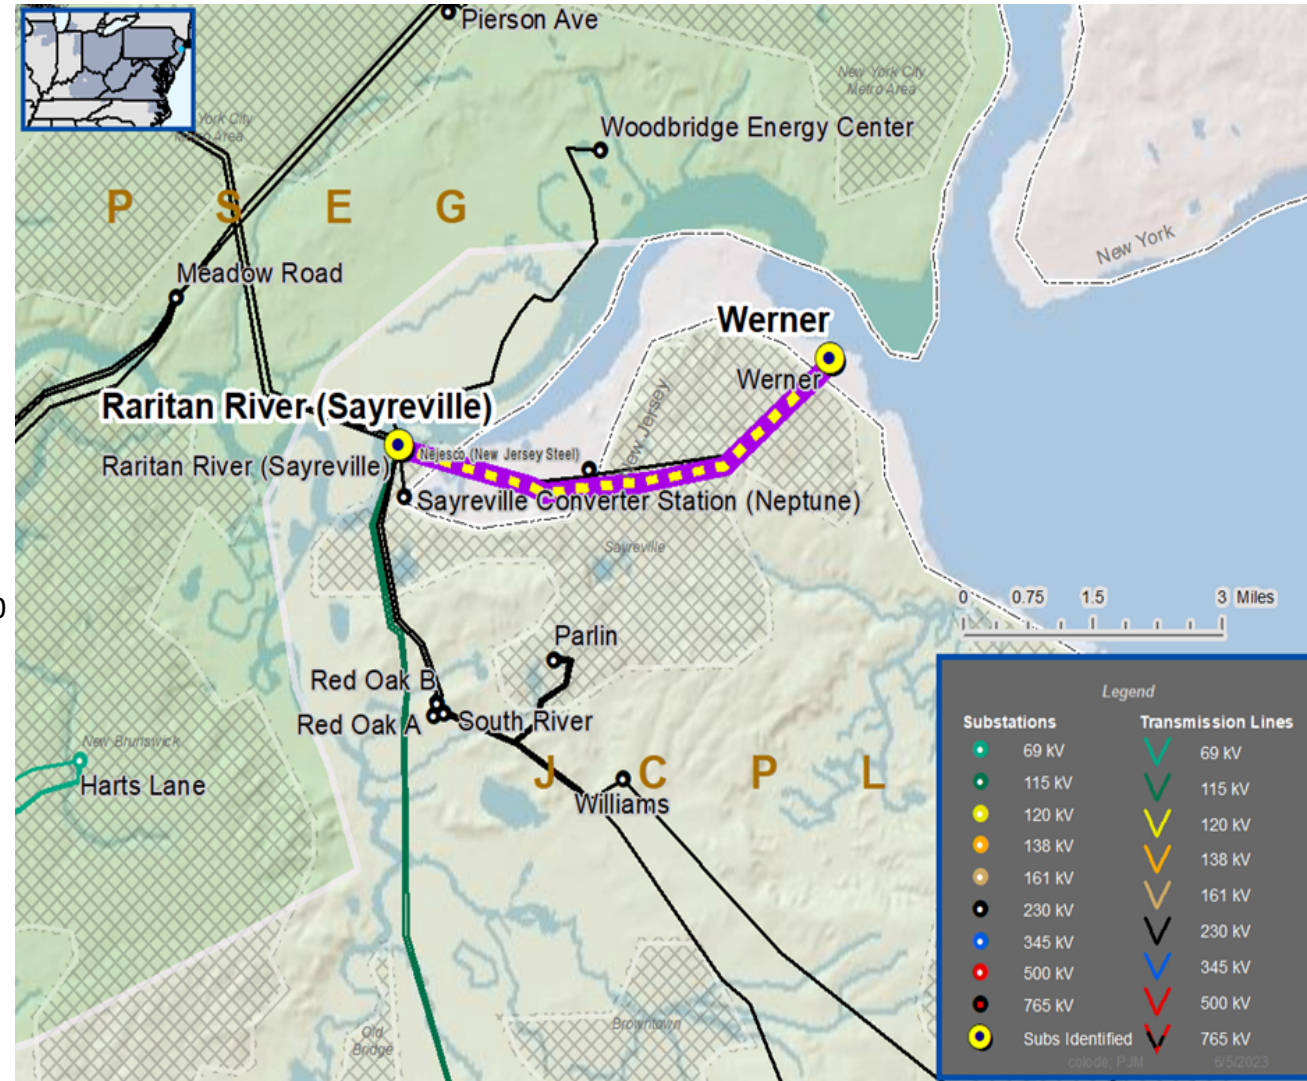 Pierson Ave
New York City
Metro Area
York City
Metro Area
Woodbridge Energy Center
P S E G
New York
Meadow Road
Werner
Werner
Raritan River (Sayreville)
New Jersey
Nejesco (New Jersey Steel)
Raritan River (Sayreville)
Sayreville Converter Station (Neptune)
Sayreville
0 0.75 1.5 3 Miles
0
Parlin
Red Oak B
Red Oak A
South River
New Brunswick
Harts Lane
J C P L
Williams
Old
Bridge
Browntown
Legend
Substations Transmission Lines
69 kV 69 kV
115 kV 115 kV
120 kV 120 kV
138 kV 138 kV
161 kV 161 kV
230 kV 230 kV
345 kV 345 kV
500 kV 500 kV
765 kV 765 kV
Subs Identified
colode, PJM 6/5/2023